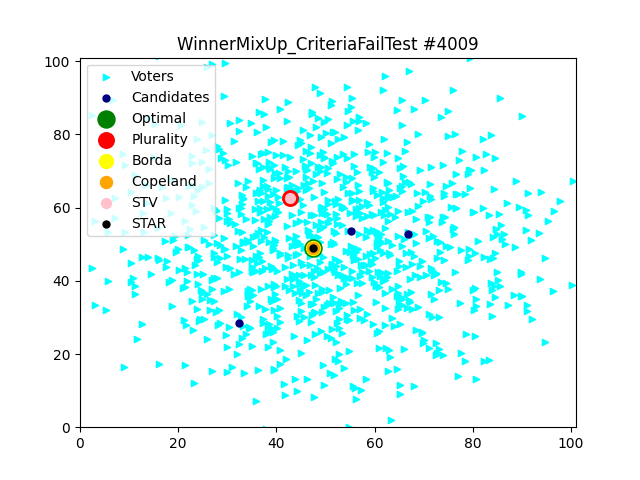 WinnerMixUp_CriteriaFailTest #4009
Voters
Candidates
Optimal
Plurality
Borda
Copeland
STV
STAR
100
80
60
40
20
0
0 20 40 60 80 100